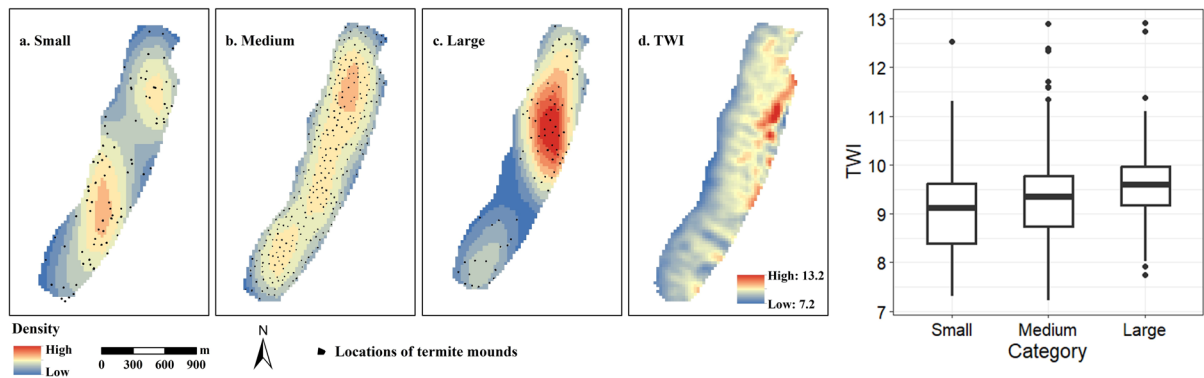 a. Small
b. Medium
c. Large
d. TWI
High: 13.2
Low: 7.2
Density
High
Low
0 300 600 900 m
N
Locations of termite mounds
TWI
13
12
11
10
9
8
7
Small Medium Large
Category